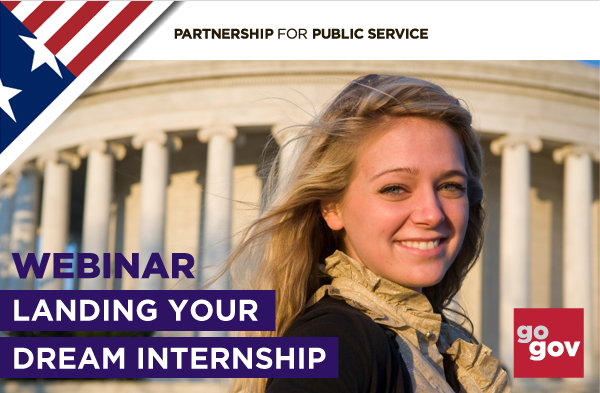 PARTNERSHIP FOR PUBLIC SERVICE
WEBINAR
LANDING YOUR
DREAM INTERNSHIP
go
gov